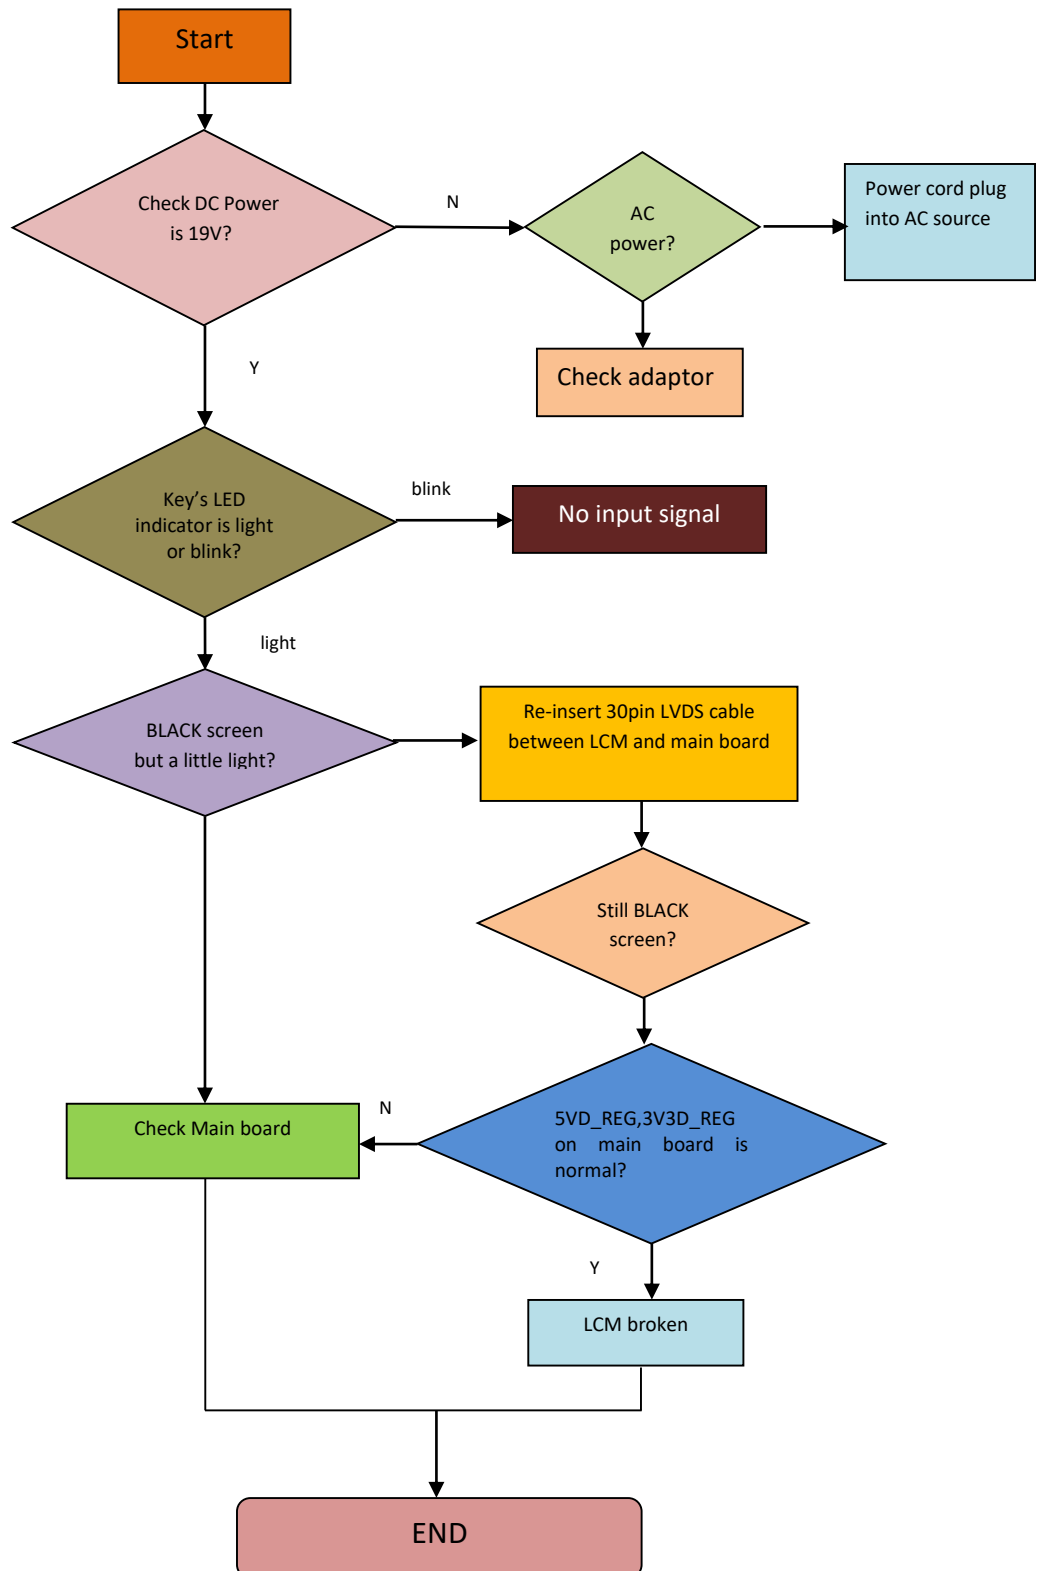 Start
Check DC Power
is 19V?
N
AC
power?
Power cord plug
into AC source
Y
Check adaptor
Key’s LED
indicator is light
or blink?
blink
No input signal
light
BLACK screen
but a little light?
Re-insert 30pin LVDS cable
between LCM and main board
Still BLACK
screen?
Check Main board
N
5VD_REG,3V3D_REG
on main board is
normal?
Y
LCM broken
END